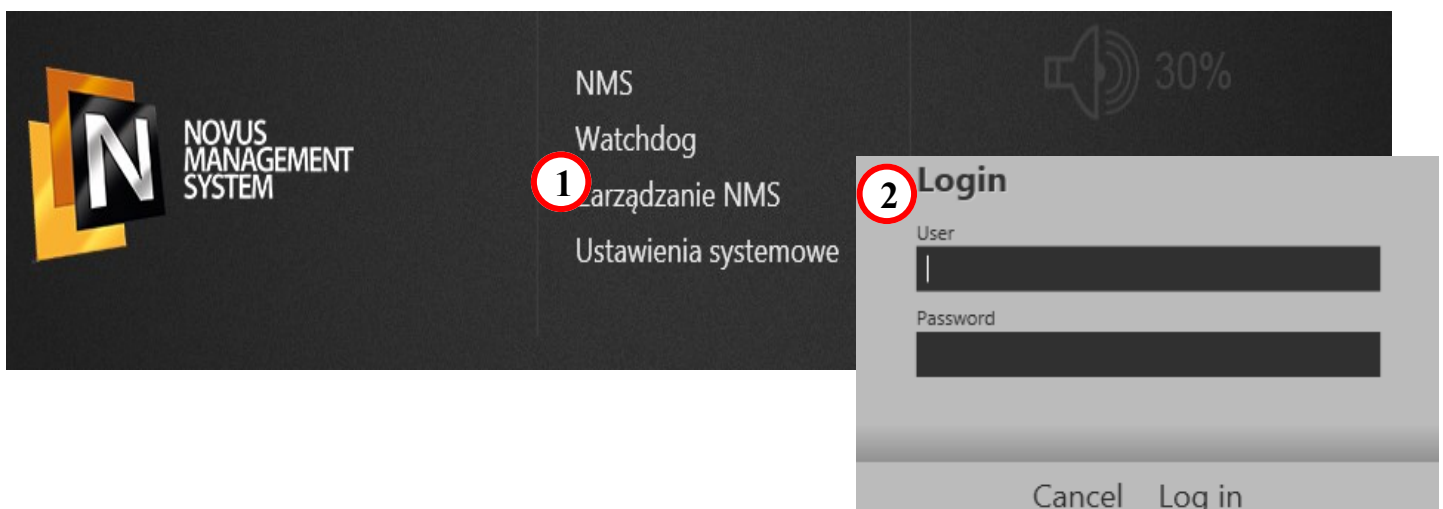 NOVUS
MANAGEMENT
SYSTEM
NMS
Watchdog
1
Zarządzanie NMS
Ustawienia systemowe
30%
2
Login
User
Password
Cancel Log in